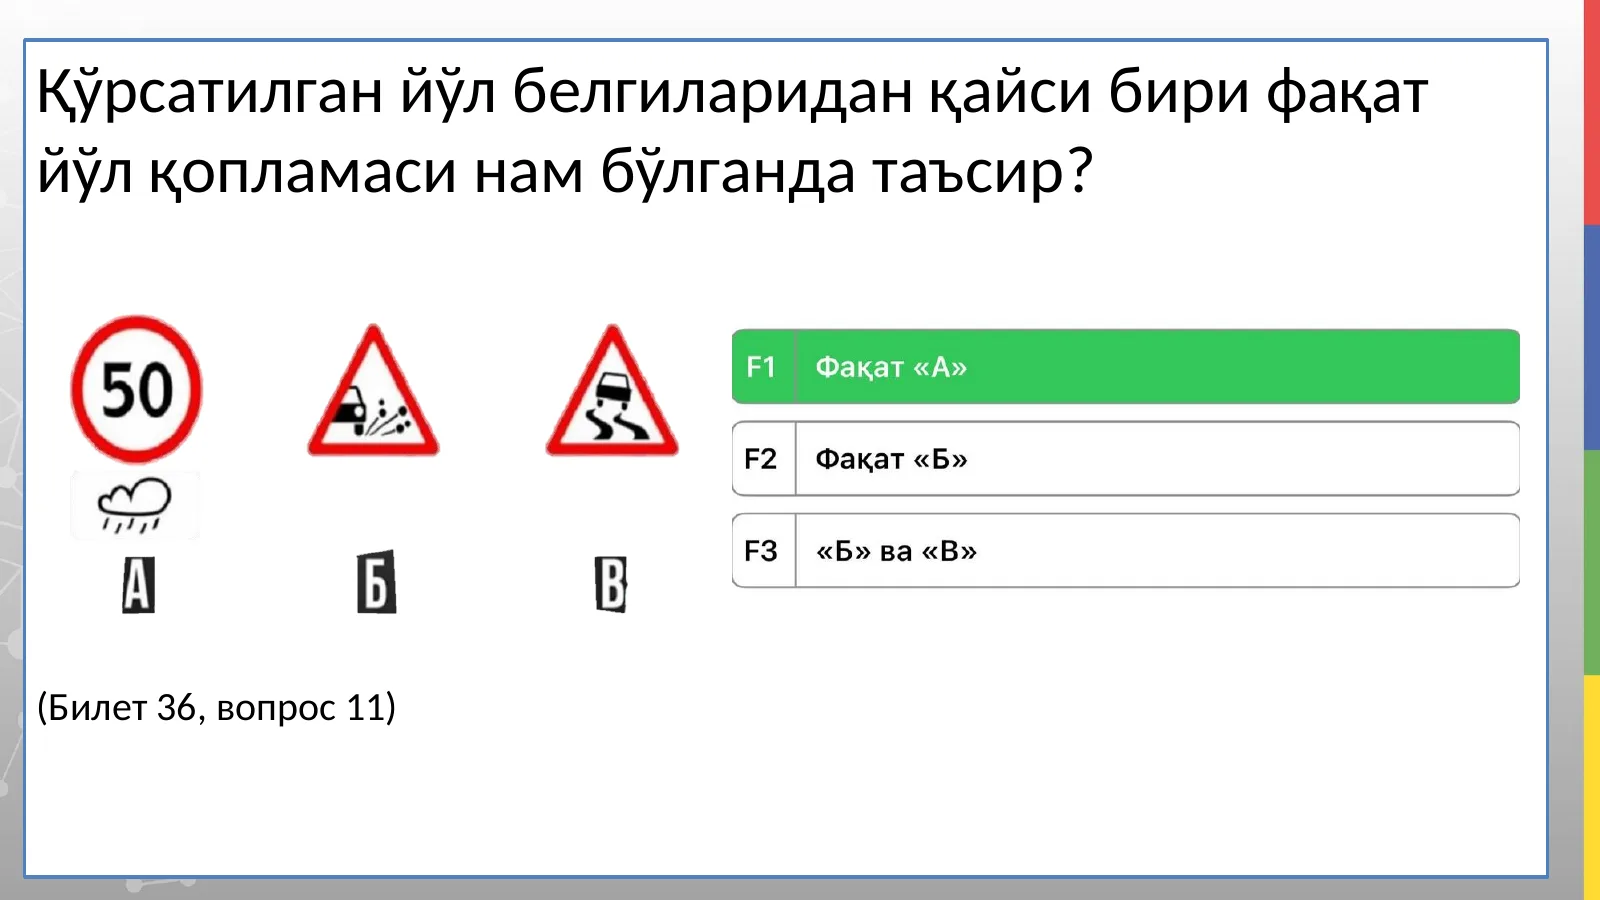 Қўрсатилган йўл белгиларидан қайси бири фақат
йўл қопламаси нам бўлганда таъсир?
50
А
Б
В
F1 Фақат «А»
F2 Фақат «Б»
F3 «Б» ва «В»
(Билет 36, вопрос 11)